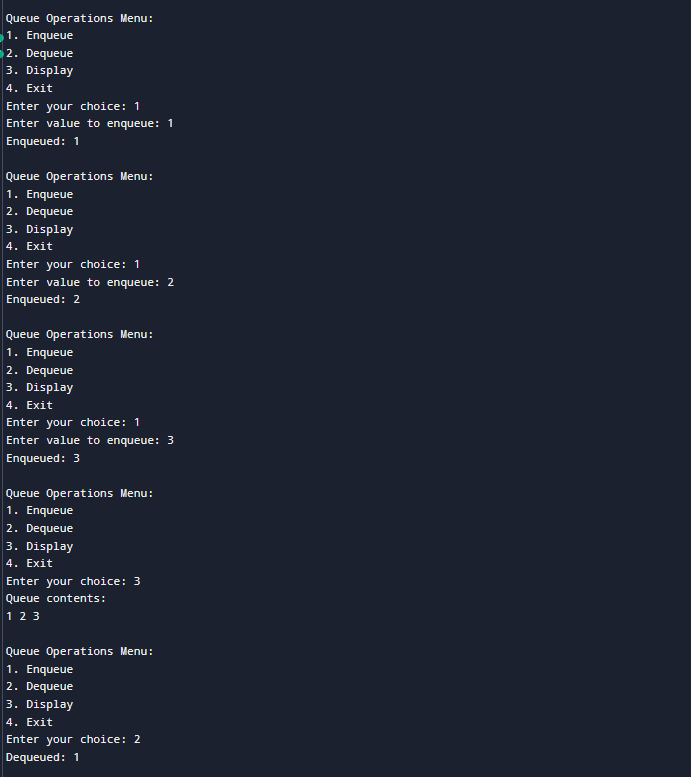 Queue Operations Menu:
1. Enqueue
2. Dequeue
3. Display
4. Exit
Enter your choice: 1
Enter value to enqueue: 1
Enqueued: 1
Queue Operations Menu:
1. Enqueue
2. Dequeue
3. Display
4. Exit
Enter your choice: 1
Enter value to enqueue: 2
Enqueued: 2
Queue Operations Menu:
1. Enqueue
2. Dequeue
3. Display
4. Exit
Enter your choice: 1
Enter value to enqueue: 3
Enqueued: 3
Queue Operations Menu:
1. Enqueue
2. Dequeue
3. Display
4. Exit
Enter your choice: 3
Queue contents:
1 2 3
Queue Operations Menu:
1. Enqueue
2. Dequeue
3. Display
4. Exit
Enter your choice: 2
Dequeued: 1